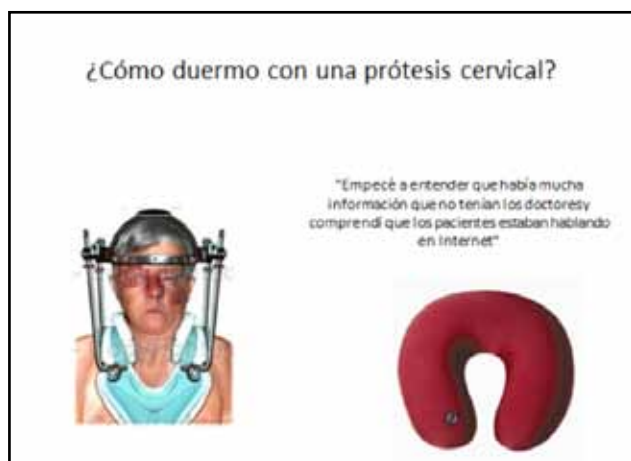 ¿Cómo duermo con una prótesis cervical?
"Empecé a entender que había mucha
información que no tenían los doctoresy
comprendí que los pacientes estaban hablando
en Internet"